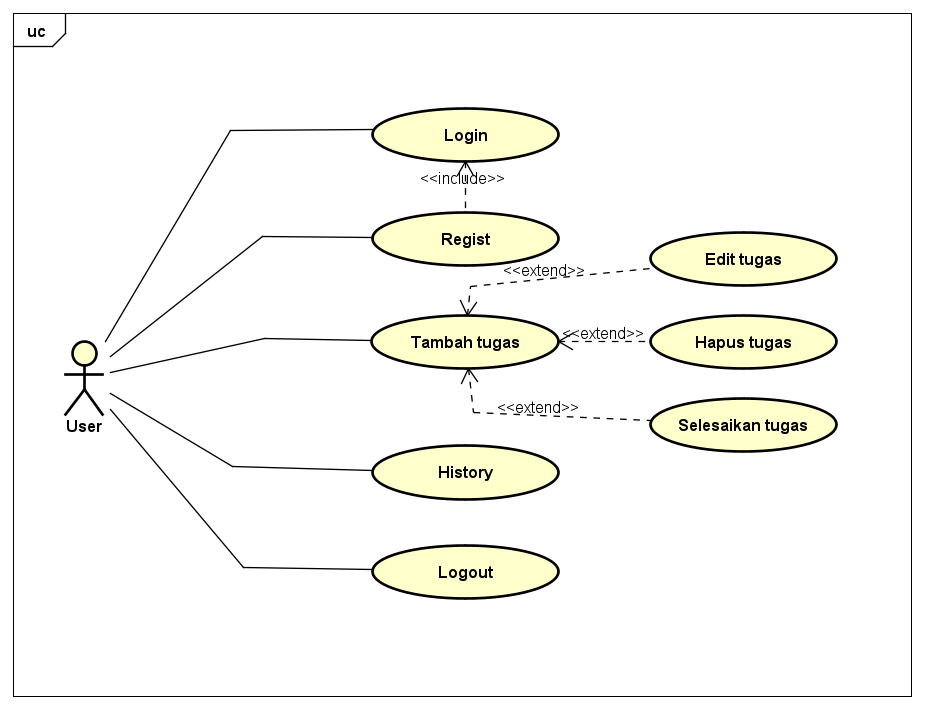 uc
Login
<<include>>
Regist
Edit tugas
<<extend>>
Tambah tugas
<<extend>>
Hapus tugas
<<extend>>
Selesaikan tugas
User
History
Logout